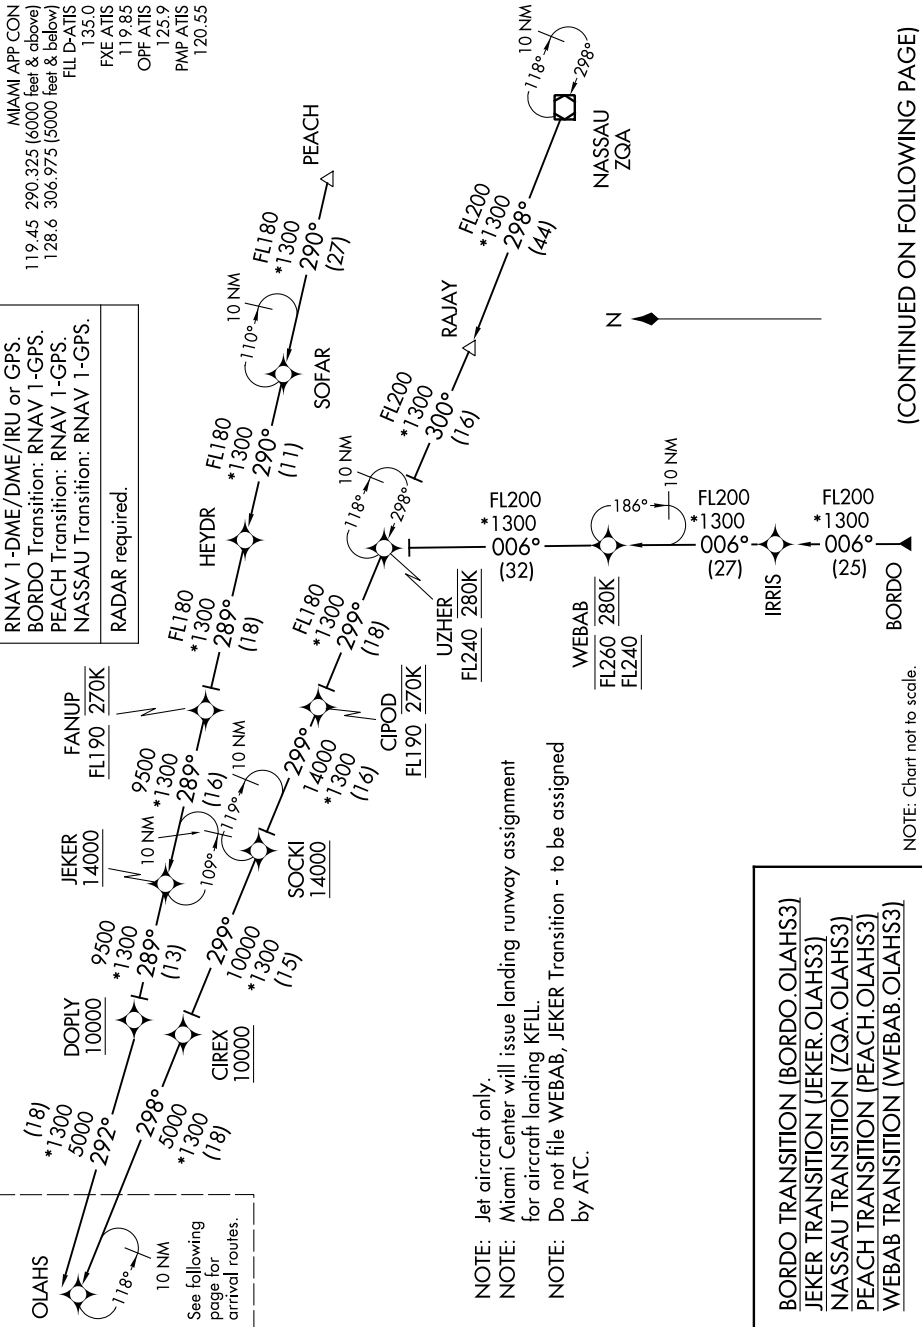 MIAMI APP CON
119.45 290.325 (6000 feet & above)
128.6 306.975 (5000 feet & below)
FLL D-ATIS
135.0
FXE ATIS
119.85
OPF ATIS
125.9
PMP ATIS
120.55
RNAV 1-DME/DME/IRU or GPS.
BORDO Transition: RNAV 1-GPS.
PEACH Transition: RNAV 1-GPS.
NASSAU Transition: RNAV 1-GPS.
RADAR required.
OLAHS
118°
10 NM
See following
page for
arrival routes.
(18)
*1300
5000
292°
298°
5000
*1300
(18)
DOPLY
10000
CIREX
10000
9500
*1300
289°
(13)
299°
10000
*1300
(15)
JEKER
14000
10 NM
109°
SOCKI
14000
119°
10 NM
9500
*1300
289°
(16)
299°
14000
*1300
(16)
FANUP
FL190 270K
CIPOD
FL190 270K
FL180
*1300
289°
(18)
FL180
*1300
299°
(18)
HEYDR
FL180
*1300
290°
(11)
SOFAR
110°
10 NM
FL180
*1300
290°
(27)
PEACH
UZHER
FL240 280K
118°
298°
10 NM
FL200
*1300
300°
(16)
RAJAY
FL200
*1300
298°
(44)
NASSAU
ZQA
118°
298°
10 NM
FL200
*1300
006°
(32)
WEBAB
FL260 280K
FL240
186°
10 NM
FL200
*1300
006°
(27)
IRRIS
FL200
*1300
006°
(25)
BORDO
N
NOTE: Jet aircraft only.
NOTE: Miami Center will issue landing runway assignment
for aircraft landing KFLL.
NOTE: Do not file WEBAB, JEKER Transition - to be assigned
by ATC.
BORDO TRANSITION (BORDO.OLAHS3)
JEKER TRANSITION (JEKER.OLAHS3)
NASSAU TRANSITION (ZQA.OLAHS3)
PEACH TRANSITION (PEACH.OLAHS3)
WEBAB TRANSITION (WEBAB.OLAHS3)
NOTE: Chart not to scale.
(CONTINUED ON FOLLOWING PAGE)